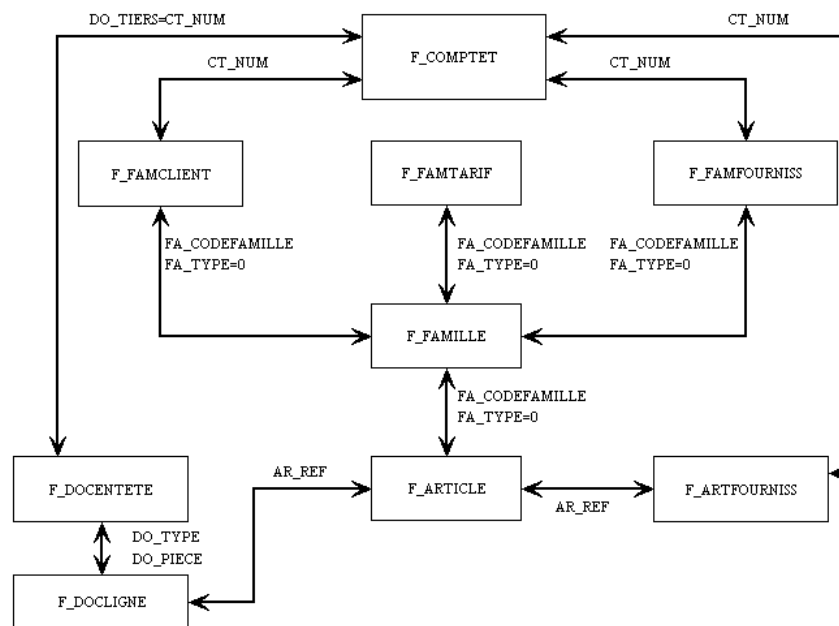 DO_TIERS=CT_NUM
CT_NUM
F_COMPTET
CT_NUM
CT_NUM
F_FAMCLIENT
F_FAMTARIF
F_FAMFOURNISS
FA_CODEFAMILLE
FA_TYPE=0
FA_CODEFAMILLE
FA_TYPE=0
FA_CODEFAMILLE
FA_TYPE=0
F_FAMILLE
FA_CODEFAMILLE
FA_TYPE=0
F_DOCENTETE
AR_REF
F_ARTICLE
AR_REF
F_ARTFOURNISS
DO_TYPE
DO_PIECE
F_DOCLIGNE